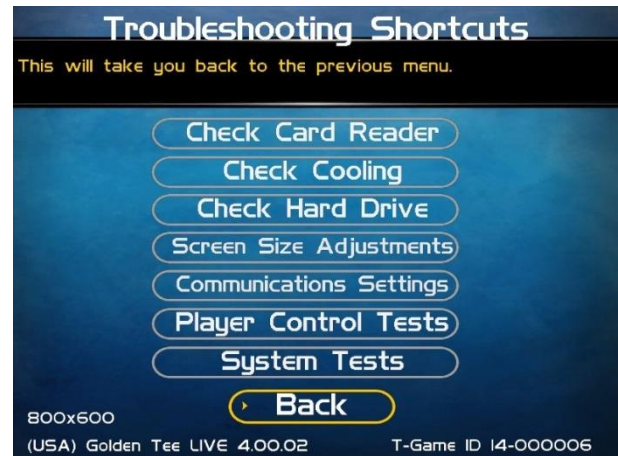 Troubleshooting Shortcuts
This will take you back to the previous menu.
Check Card Reader
Check Cooling
Check Hard Drive
Screen Size Adjustments
Communications Settings
Player Control Tests
System Tests
Back
800x600
(USA) Golden Tee LIVE 4.00.02 T-Game ID 14-000006